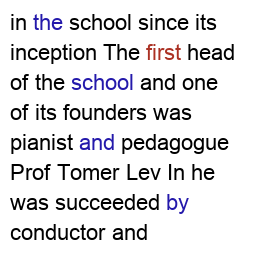 in the school since its
inception The first head
of the school and one
of its founders was
pianist and pedagogue
Prof Tomer Lev In he
was succeeded by
conductor and